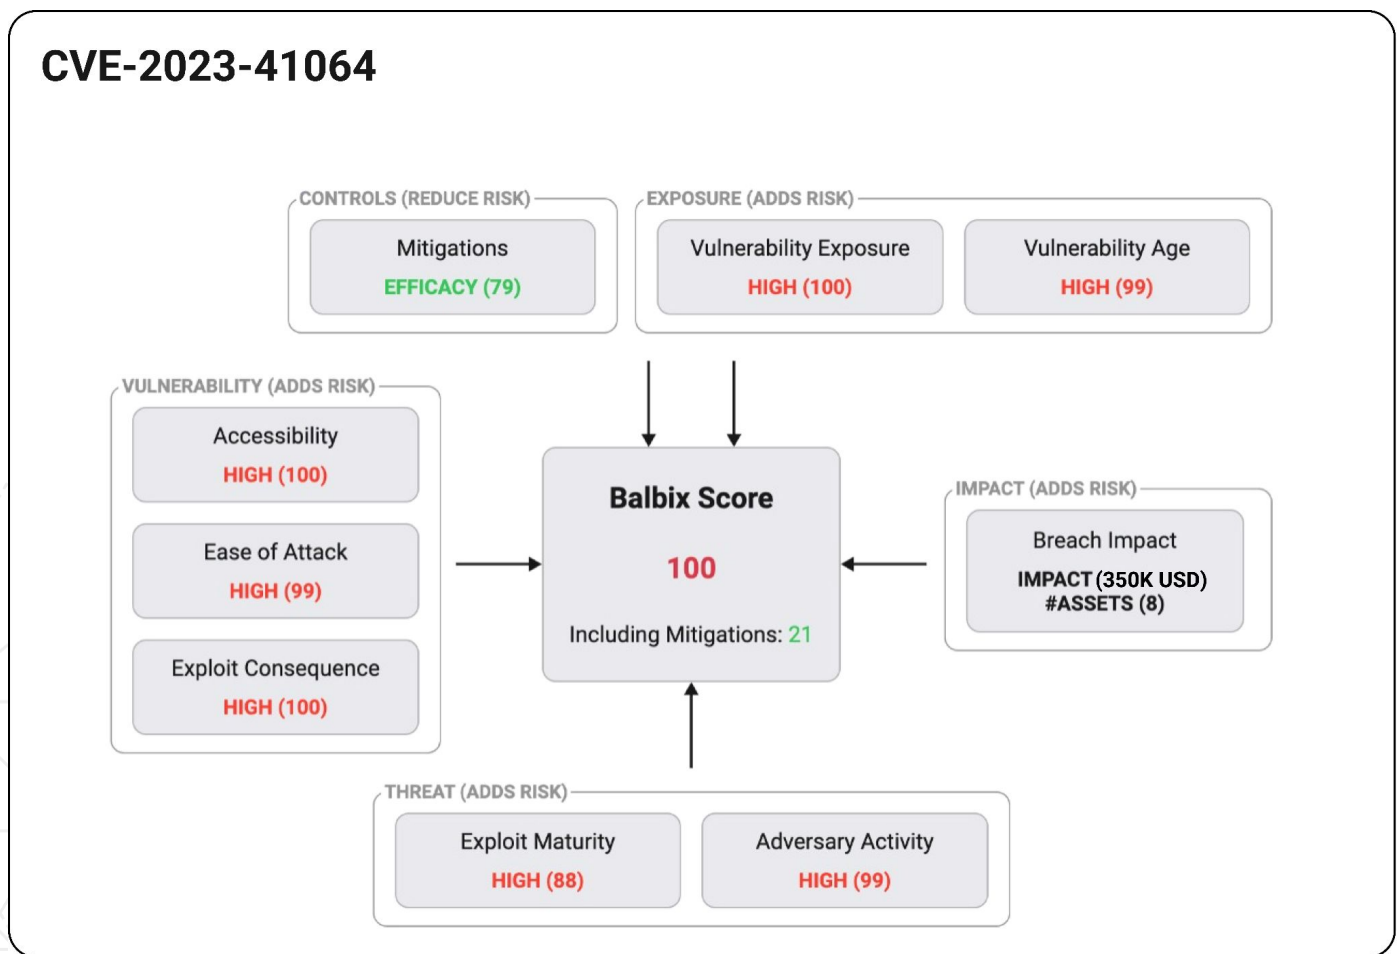 CVE-2023-41064
CONTROLS (REDUCE RISK)
Mitigations
EFFICACY (79)
EXPOSURE (ADDS RISK)
Vulnerability Exposure
HIGH (100)
Vulnerability Age
HIGH (99)
VULNERABILITY (ADDS RISK)
Accessibility
HIGH (100)
Ease of Attack
HIGH (99)
Exploit Consequence
HIGH (100)
Balbix Score
100
Including Mitigations: 21
IMPACT (ADDS RISK)
Breach Impact
IMPACT (350K USD)
#ASSETS (8)
THREAT (ADDS RISK)
Exploit Maturity
HIGH (88)
Adversary Activity
HIGH (99)